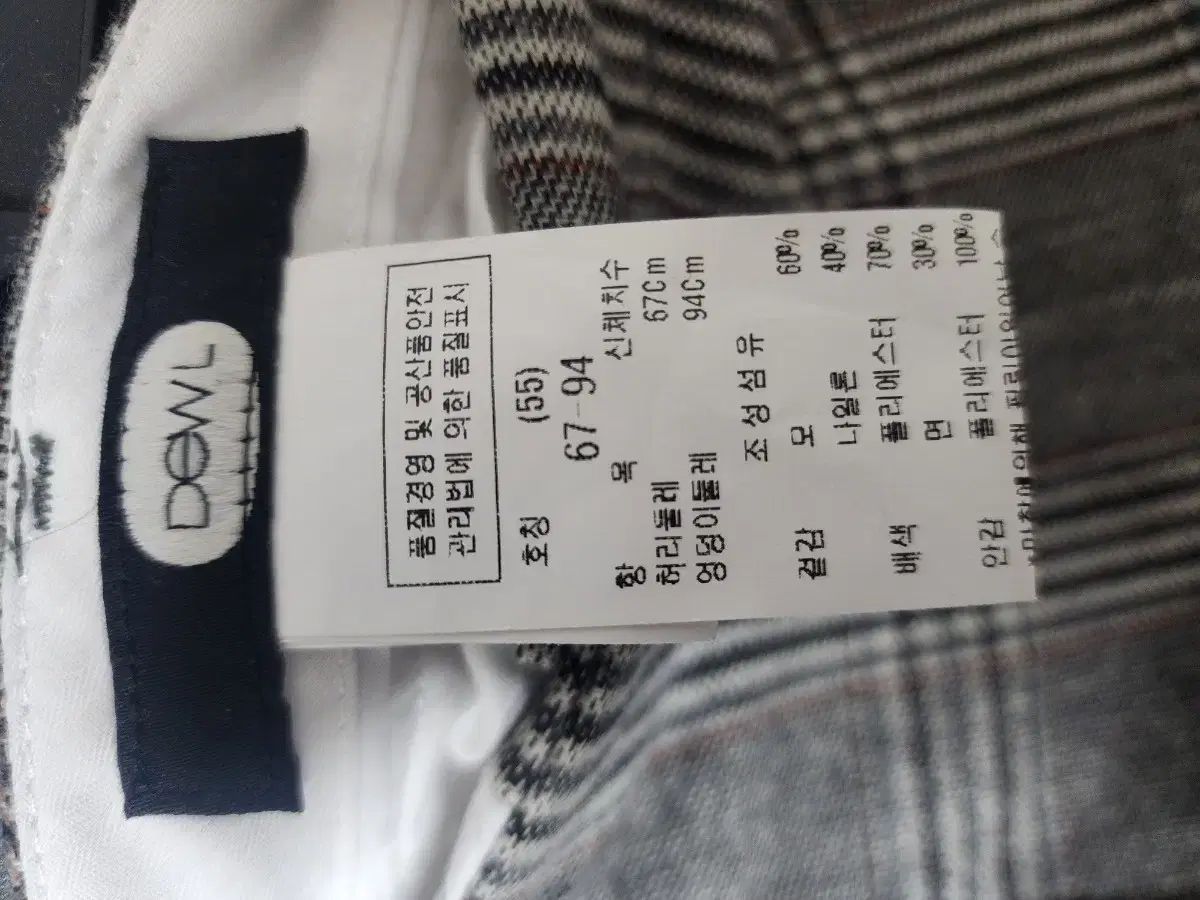 DeWL
품질경영 및 공산품안전
관리법에 의한 품질표시
호칭 (55)
67-94
항 목 신체치수
허리둘레 67Cm
엉덩이둘레 94Cm
조성섬유
겉감 모 60%
나일론 40%
배색 폴리에스터 70%
면 30%
안감 폴리에스터 100%